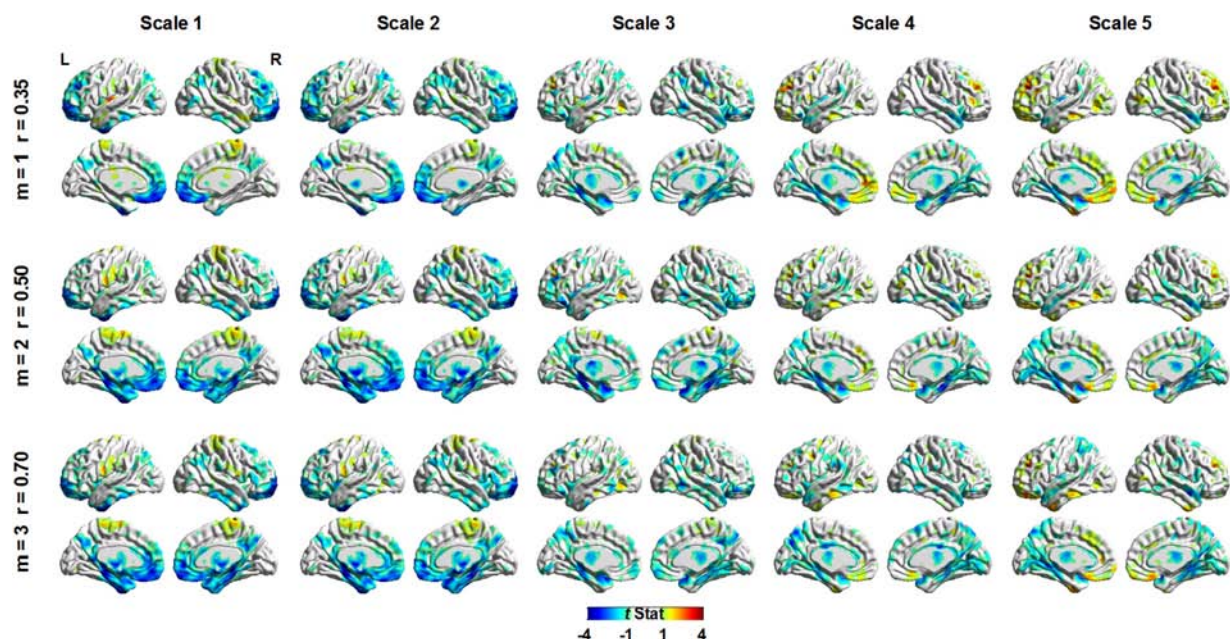 Scale 1 Scale 2 Scale 3 Scale 4 Scale 5
L R
m = 1 r = 0.35
m = 2 r = 0.50
m = 3 r = 0.70
t Stat
-4 -1 1 4